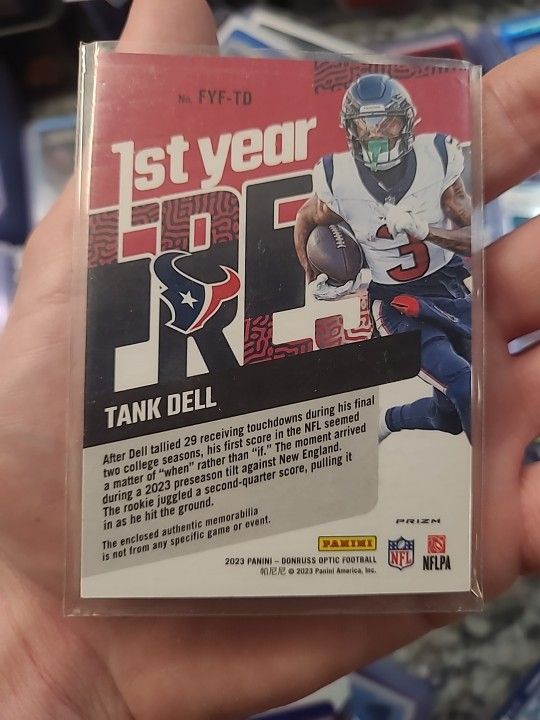 No. FYF-TD
1st year
FRE
3
TANK DELL
After Dell tallied 29 receiving touchdowns during his final
two college seasons, his first score in the NFL seemed
a matter of "when" rather than "if." The moment arrived
during a 2023 preseason tilt against New England.
The rookie juggled a second-quarter score, pulling it
in as he hit the ground.
The enclosed authentic memorabilia
is not from any specific game or event.
PRIZM
PANINI
NFL
NFLPA
2023 PANINI – DONRUSS OPTIC FOOTBALL
帕尼尼 © 2023 Panini America, Inc.